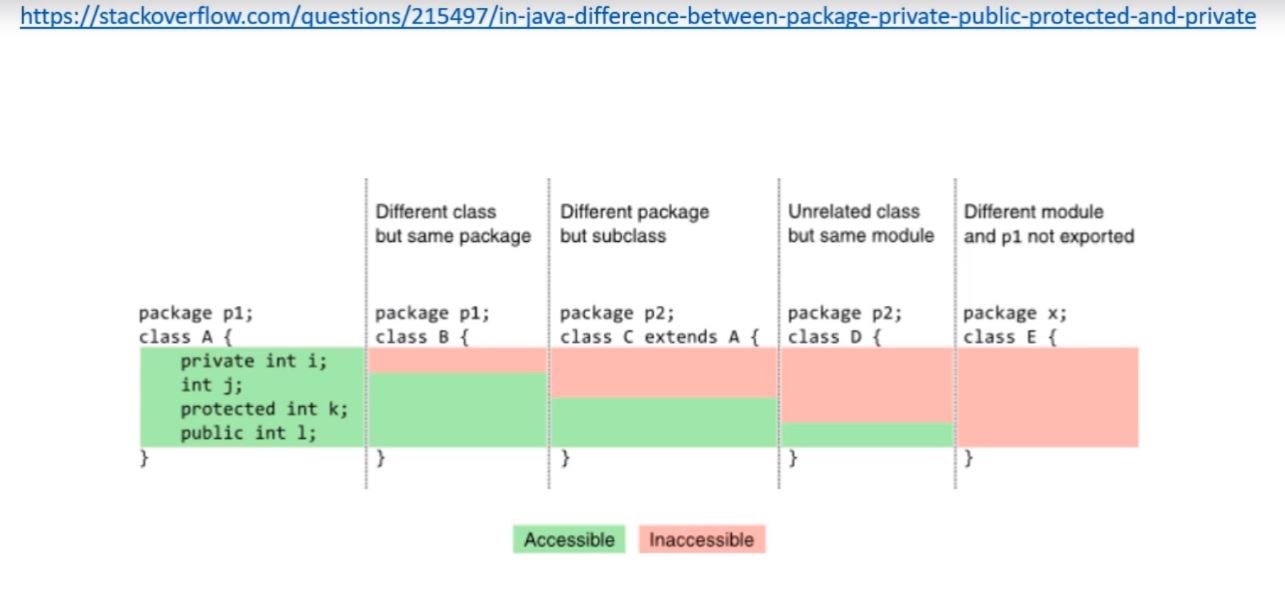 https://stackoverflow.com/questions/215497/in-java-difference-between-package-private-public-protected-and-private
Different class
but same package
Different package
but subclass
Unrelated class
but same module
Different module
and p1 not exported
package p1;
class A {
private int i;
int j;
protected int k;
public int l;
}
package p1;
class B {
}
package p2;
class C extends A {
}
package p2;
class D {
}
package x;
class E {
}
Accessible
Inaccessible